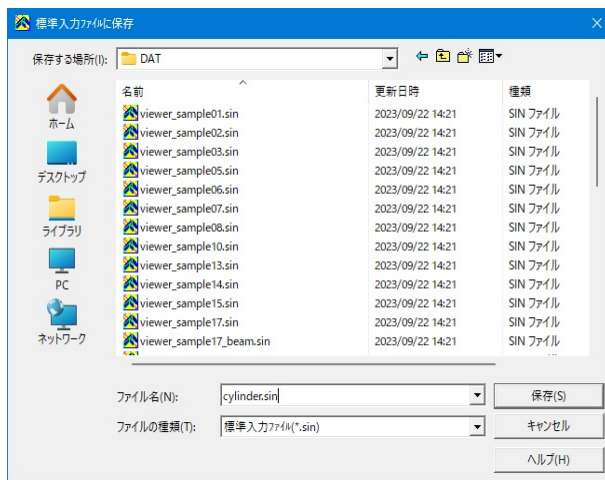 標準入力ファイルに保存
保存する場所(I): DAT
名前 更新日時 種類
viewer_sample01.sin 2023/09/22 14:21 SIN ファイル
viewer_sample02.sin 2023/09/22 14:21 SIN ファイル
viewer_sample03.sin 2023/09/22 14:21 SIN ファイル
viewer_sample05.sin 2023/09/22 14:21 SIN ファイル
viewer_sample06.sin 2023/09/22 14:21 SIN ファイル
viewer_sample07.sin 2023/09/22 14:21 SIN ファイル
viewer_sample08.sin 2023/09/22 14:21 SIN ファイル
viewer_sample10.sin 2023/09/22 14:21 SIN ファイル
viewer_sample13.sin 2023/09/22 14:21 SIN ファイル
viewer_sample14.sin 2023/09/22 14:21 SIN ファイル
viewer_sample15.sin 2023/09/22 14:21 SIN ファイル
viewer_sample17.sin 2023/09/22 14:21 SIN ファイル
viewer_sample17_beam.sin 2023/09/22 14:21 SIN ファイル
ホーム
デスクトップ
ライブラリ
PC
ネットワーク
ファイル名(N): cylinder.sin 保存(S)
ファイルの種類(T): 標準入力ファイル(*.sin) キャンセル
ヘルプ(H)